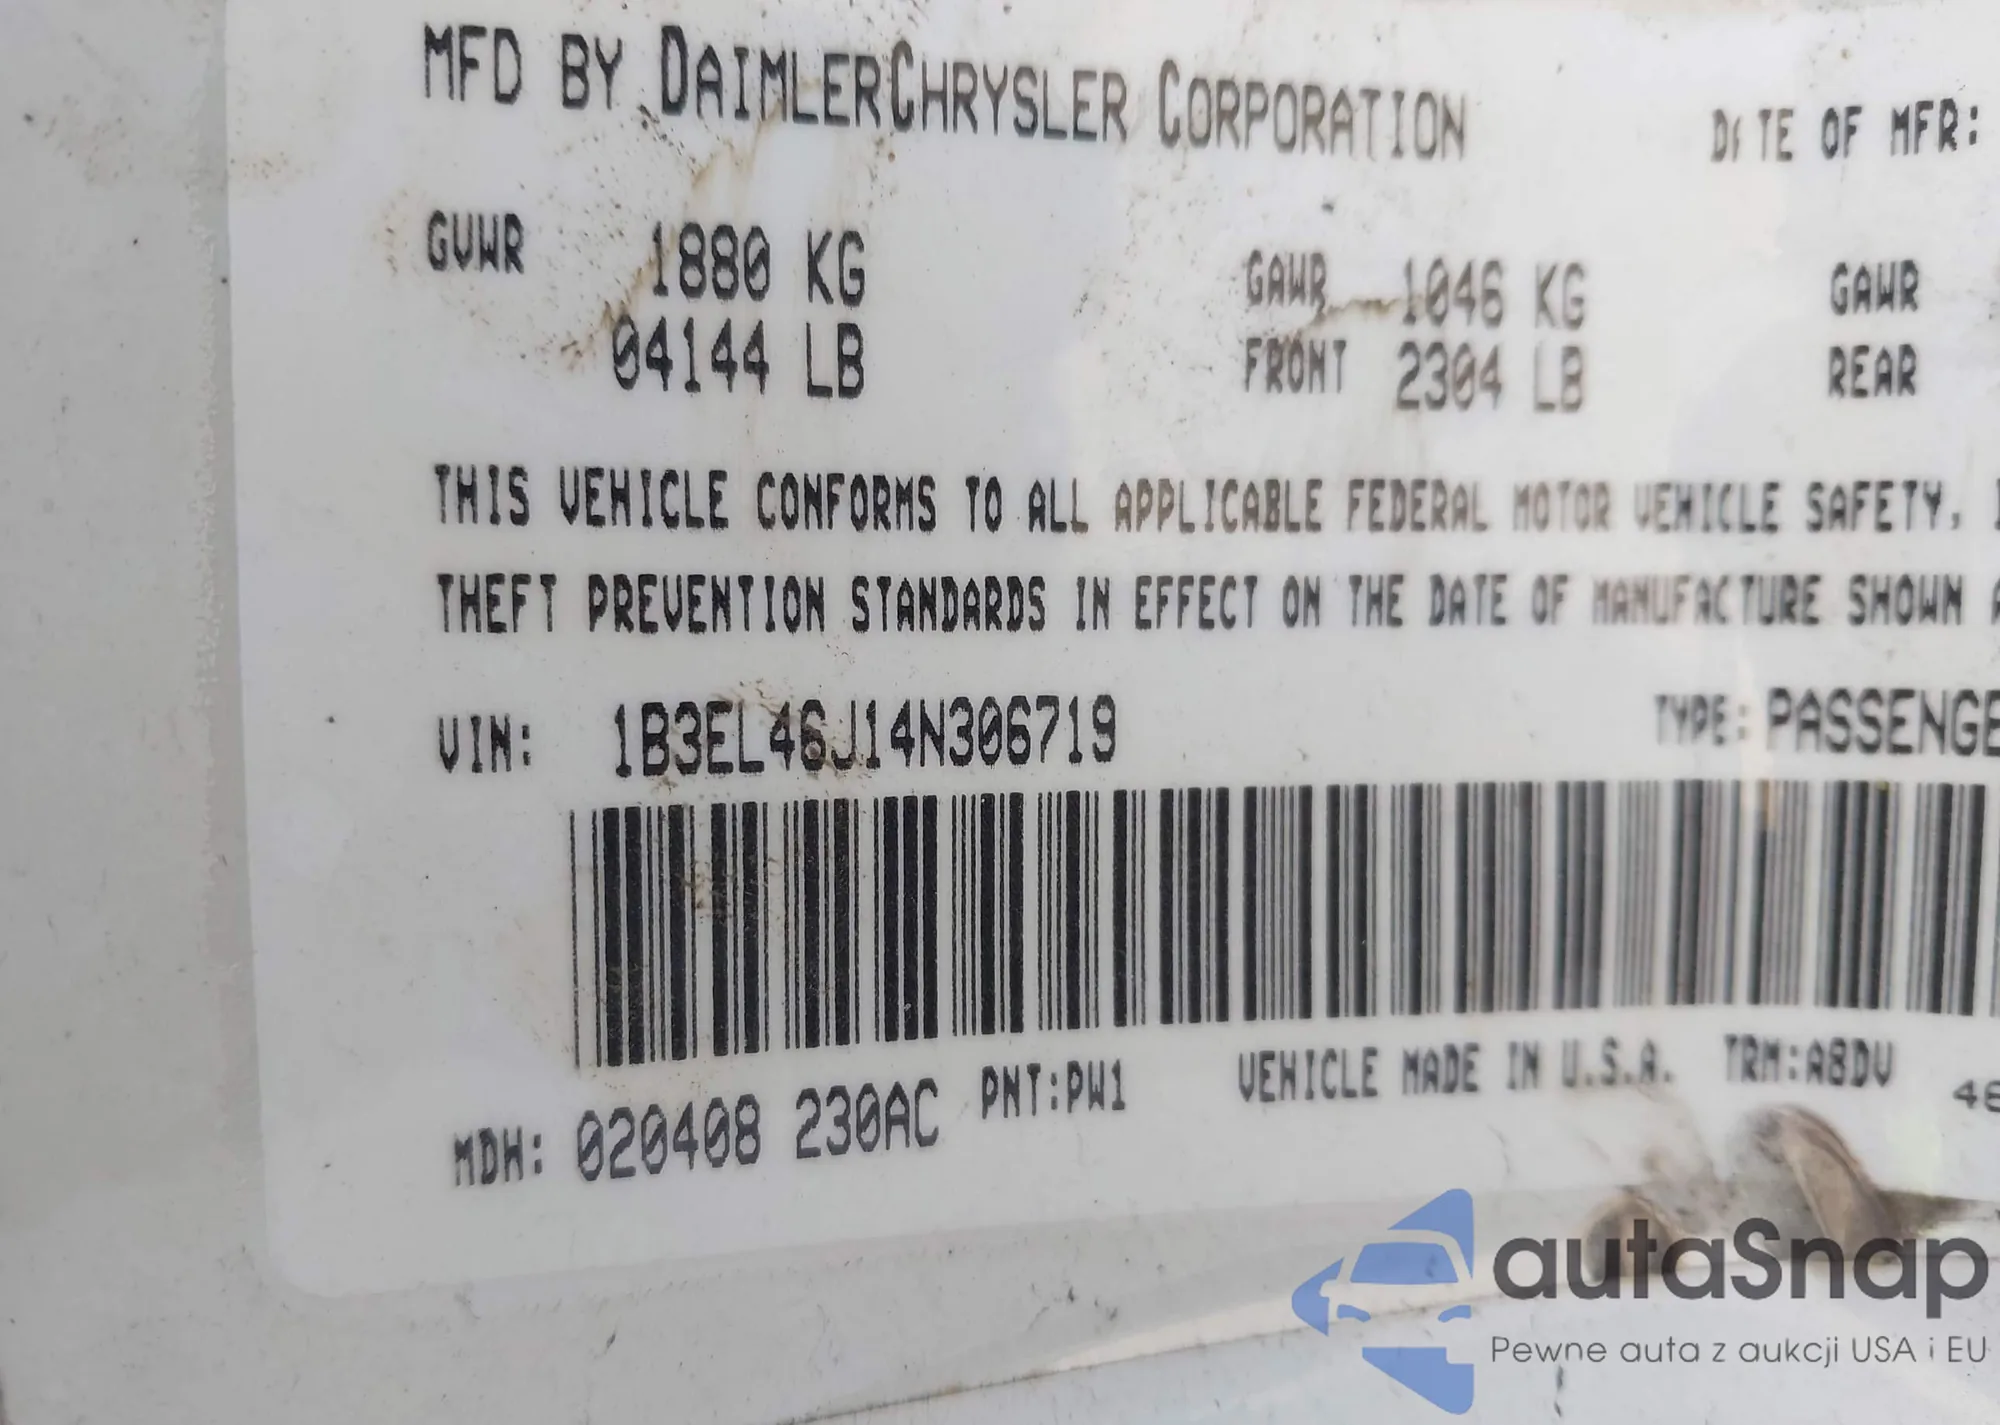 MFD BY DAIMLERCHRYSLER CORPORATION DATE OF MFR:
GVWR 1880 KG GAWR 1046 KG GAWR
04144 LB FRONT 2304 LB REAR
THIS VEHICLE CONFORMS TO ALL APPLICABLE FEDERAL MOTOR VEHICLE SAFETY,
THEFT PREVENTION STANDARDS IN EFFECT ON THE DATE OF MANUFACTURE SHOWN A
VIN: 1B3EL46J14N306719 TYPE: PASSENGE
MDH: 020408 230AC PNT:PW1 VEHICLE MADE IN U.S.A. TRM:A8DV 48
autaSnap
Pewne auta z aukcji USA i EU